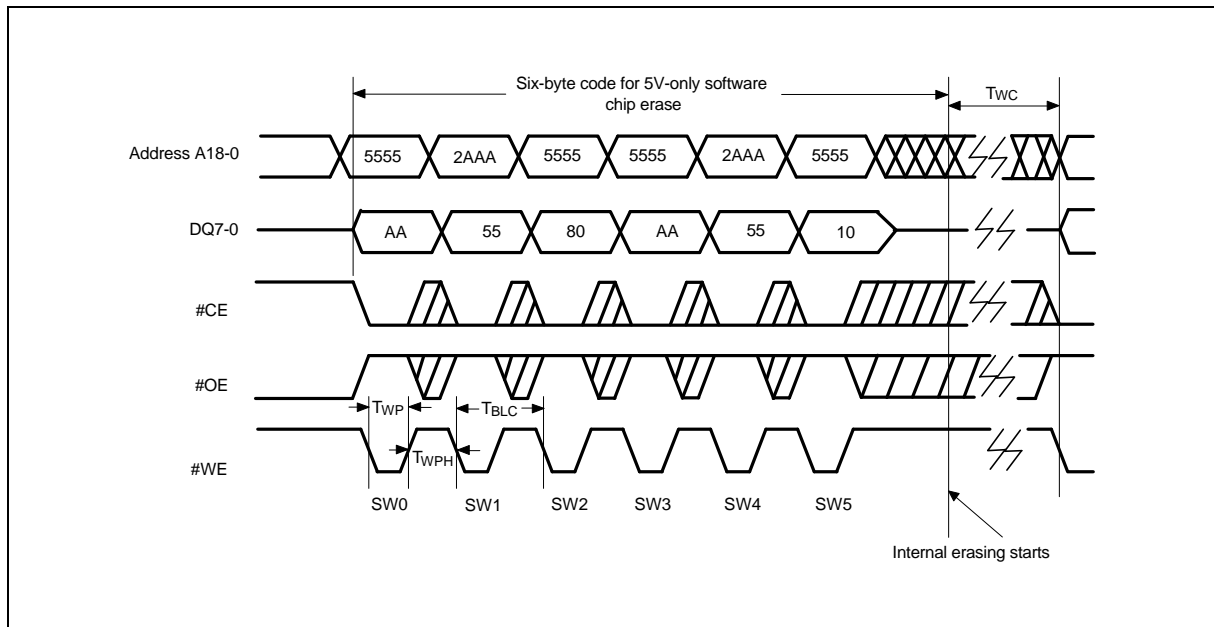 Six-byte code for 5V-only software
chip erase
TWC
Address A18-0
5555 2AAA 5555 5555 2AAA 5555
DQ7-0
AA 55 80 AA 55 10
#CE
#OE
TWP TBLC
#WE
TWPH
SW0 SW1 SW2 SW3 SW4 SW5
Internal erasing starts